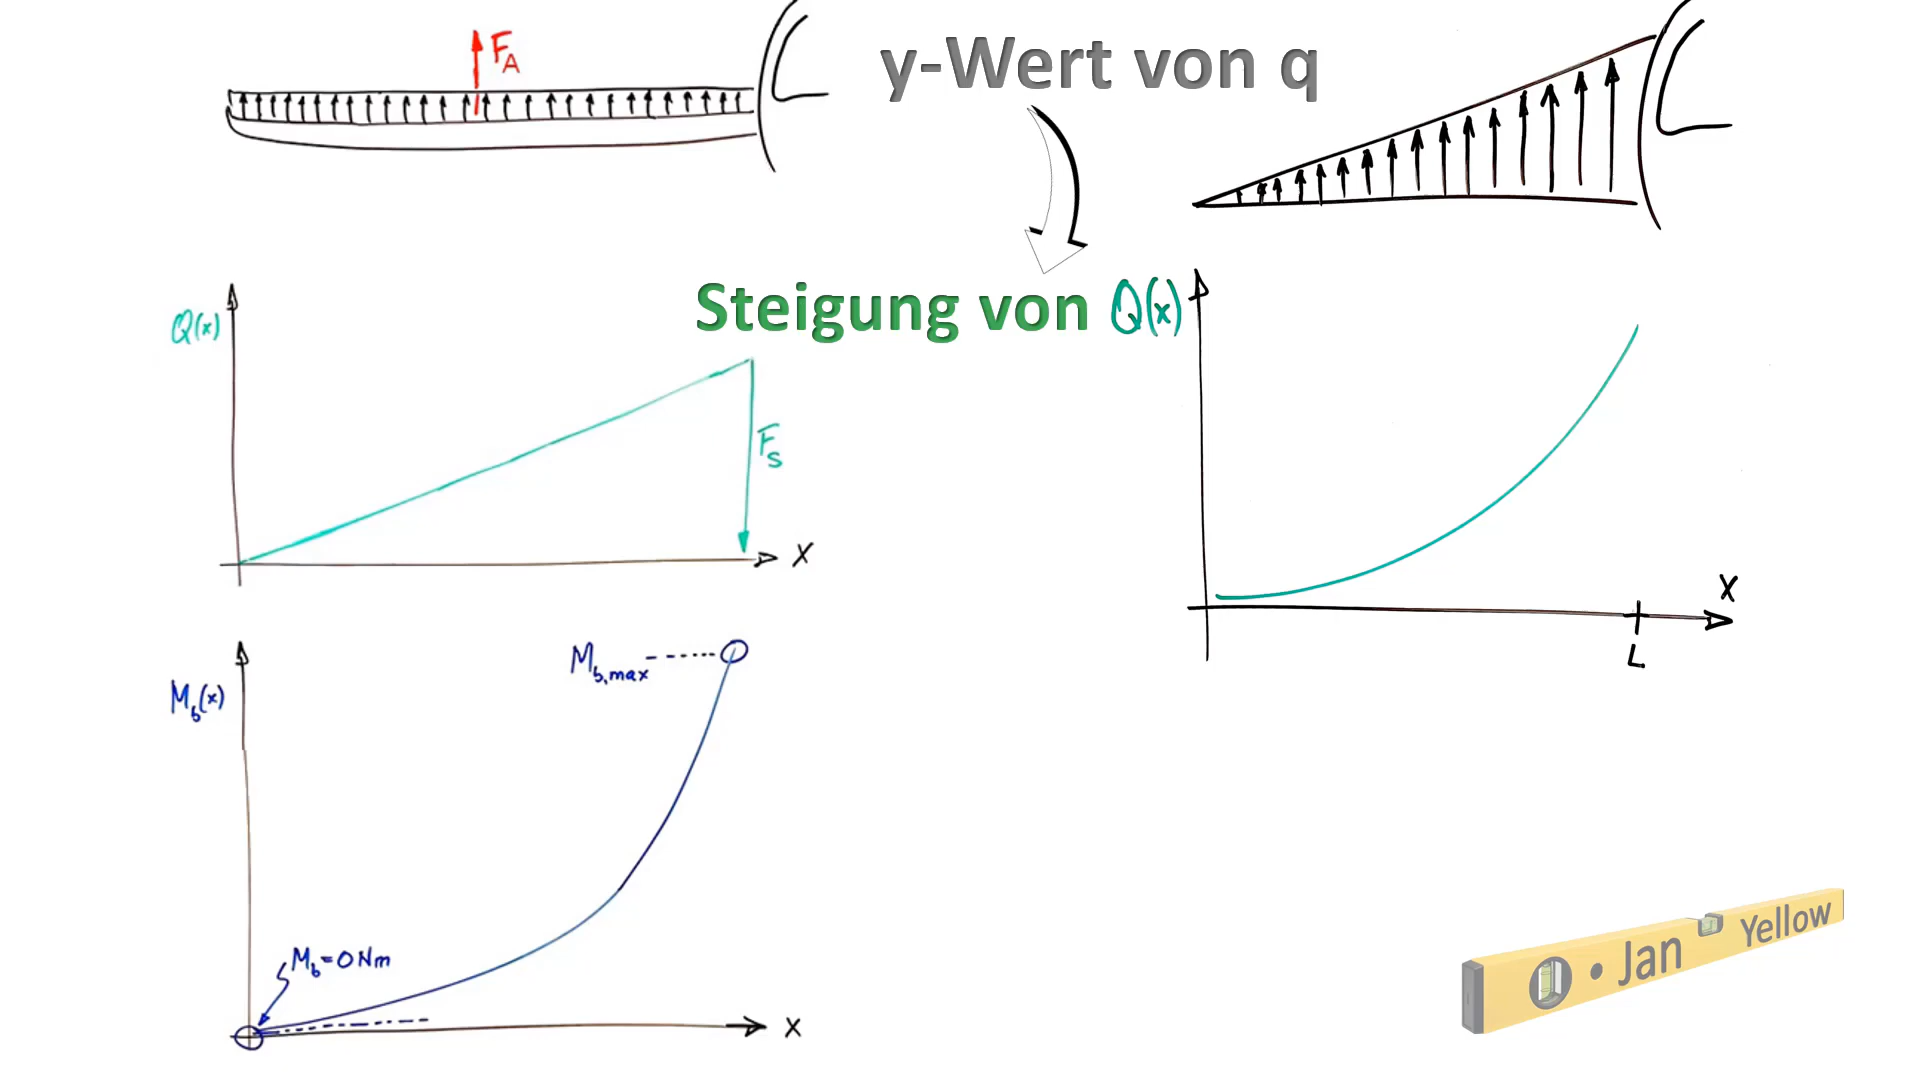 F_A
y-Wert von q
Steigung von Q(x)
Q(x)
F_S
x
x
L
M_b,max
M_b(x)
M_b=0Nm
x
Jan Yellow